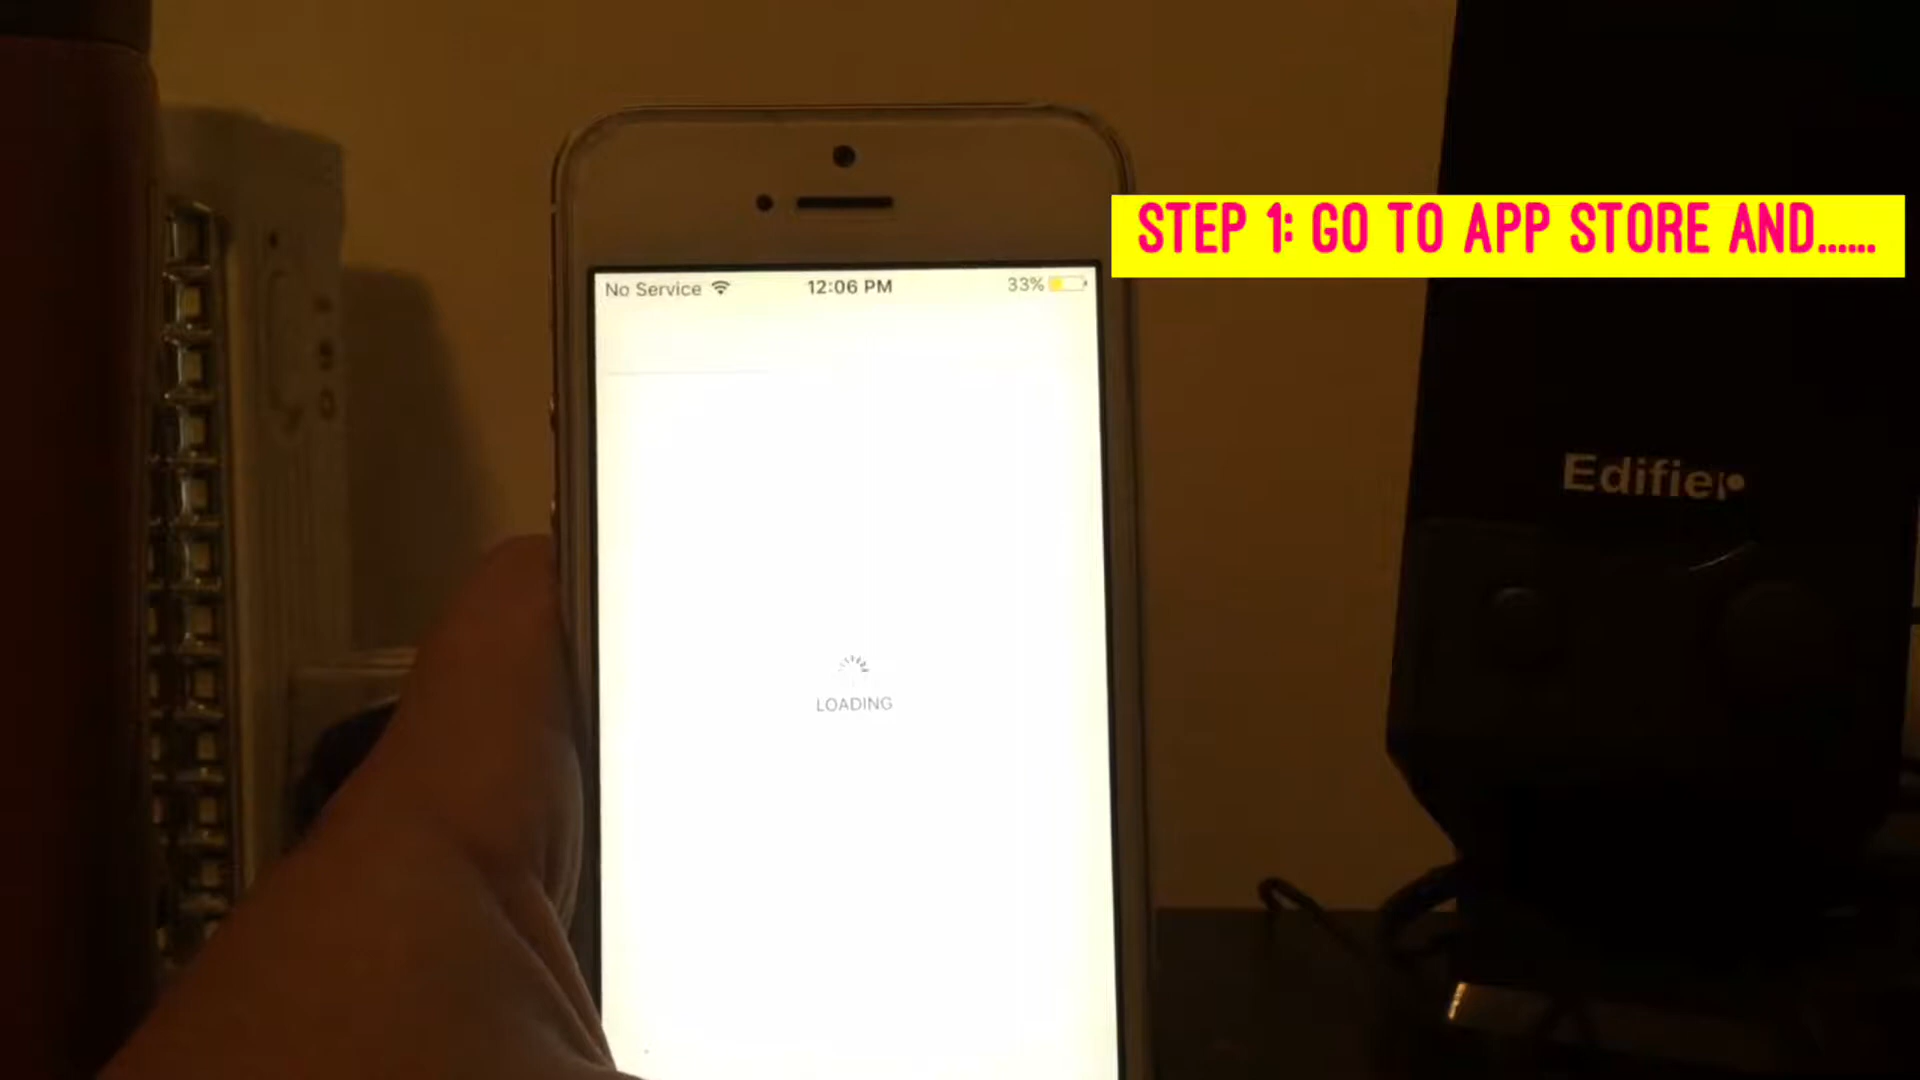 STEP 1: GO TO APP STORE AND......
No Service 12:06 PM 33%
LOADING
Edifier